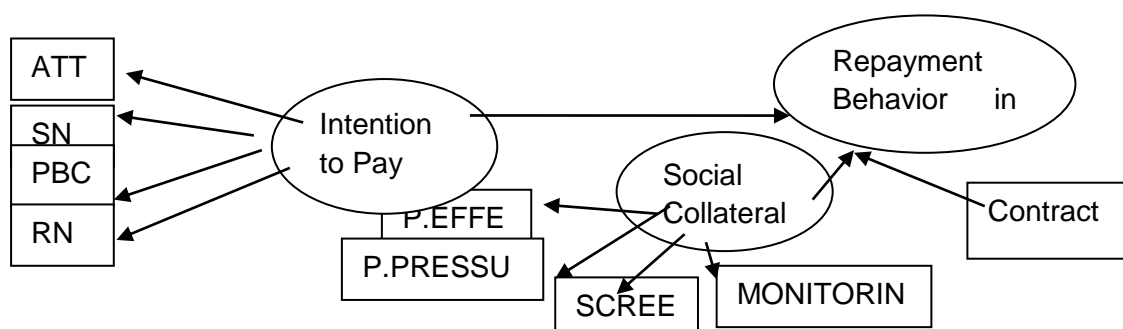 ATT
SN
PBC
RN
Intention
to Pay
Repayment
Behavior in
Social
Collateral
Contract
P.EFFE
P.PRESSU
SCREE
MONITORIN